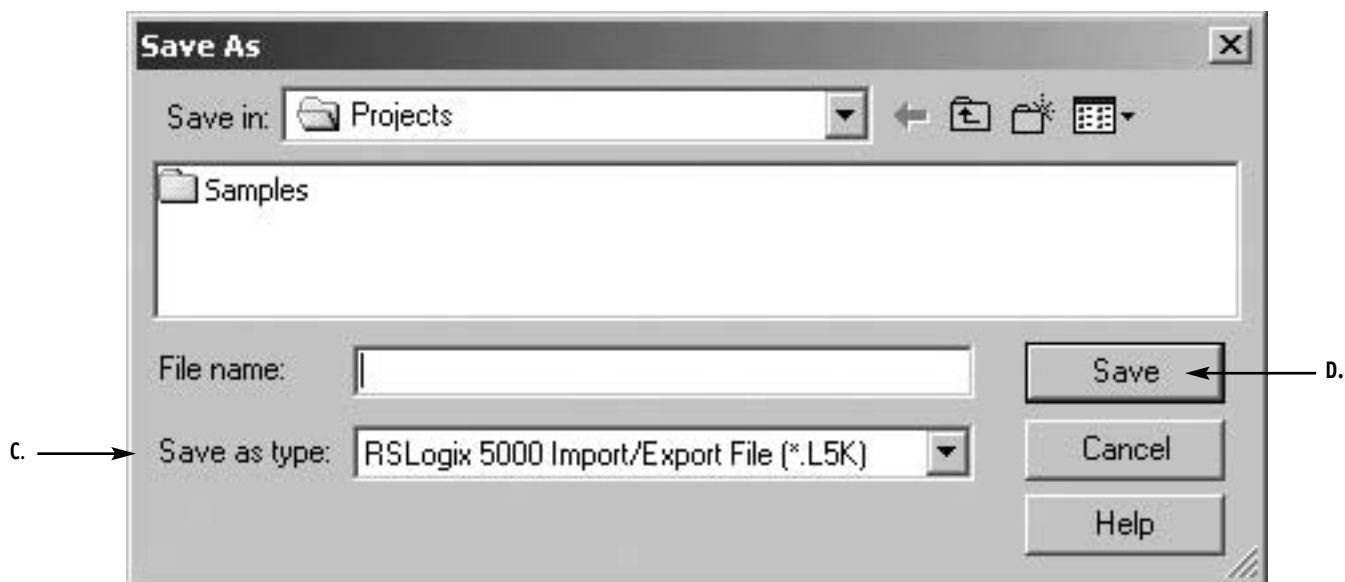 Save As
Save in: Projects
Samples
File name:
Save
D.
C.
Save as type: RSLogix 5000 Import/Export File (*.L5K)
Cancel
Help